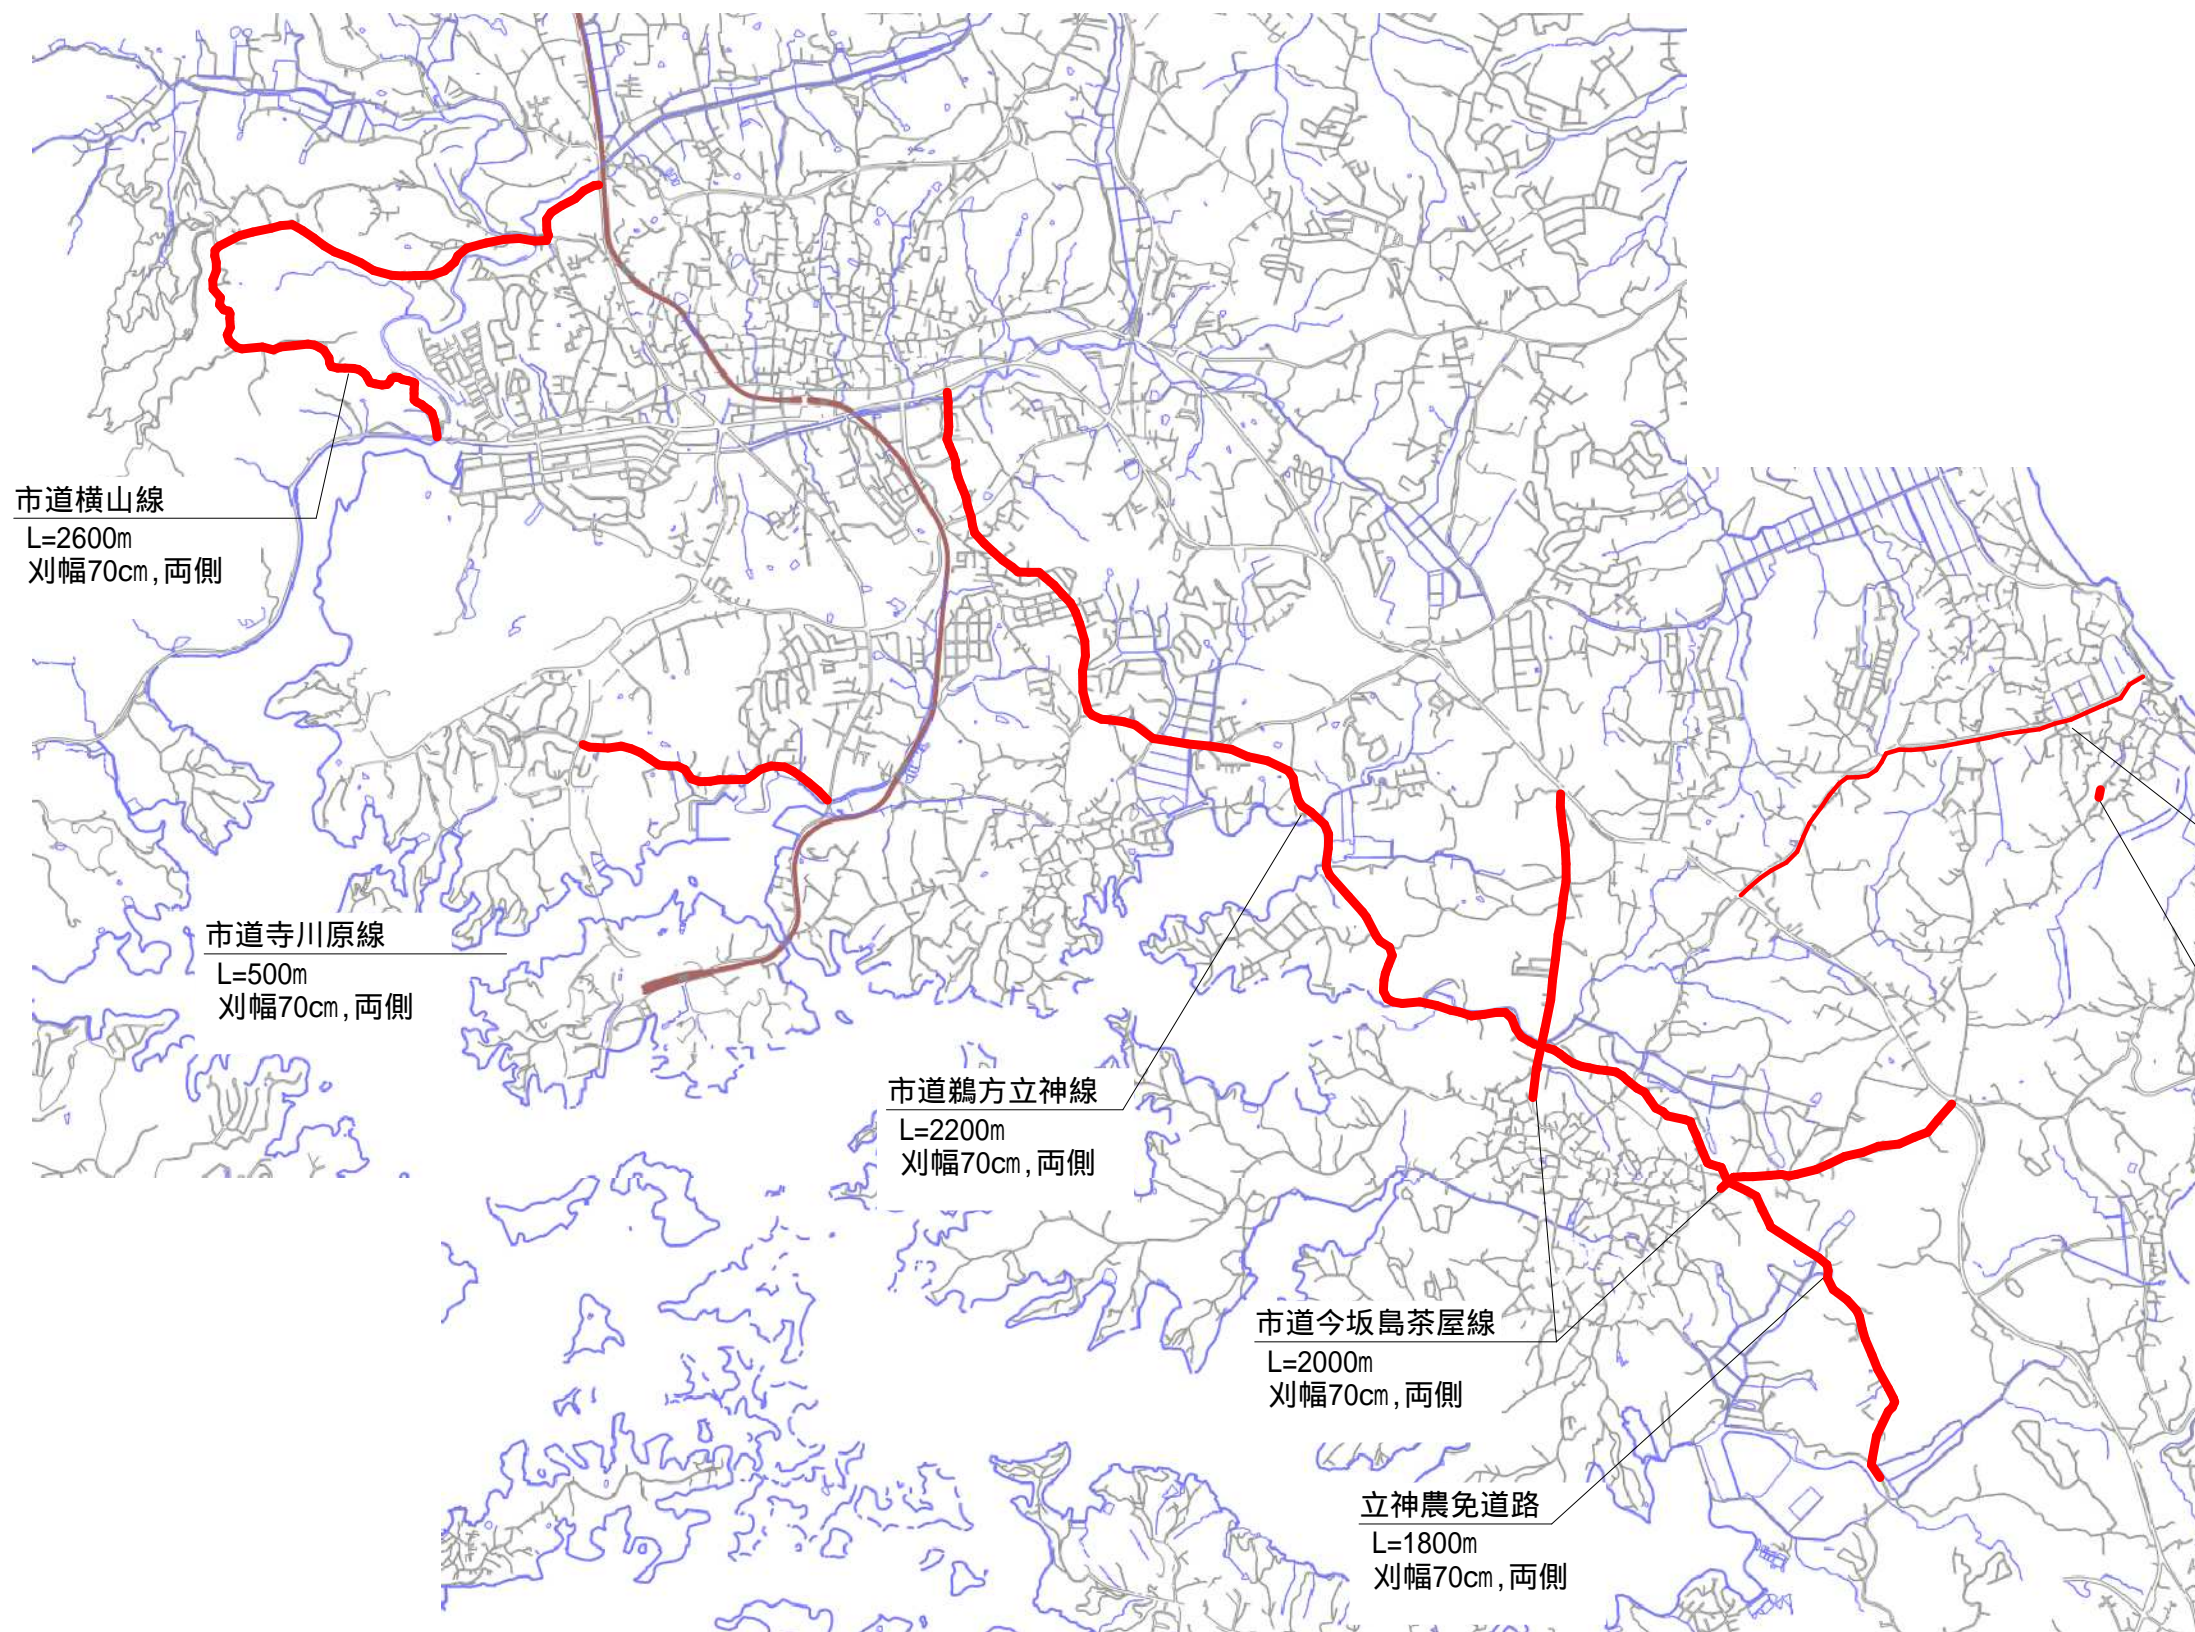 市道横山線
L=2600m
刈幅70cm,両側
市道寺川原線
L=500m
刈幅70cm,両側
市道鵜方立神線
L=2200m
刈幅70cm,両側
市道今坂島茶屋線
L=2000m
刈幅70cm,両側
立神農免道路
L=1800m
刈幅70cm,両側